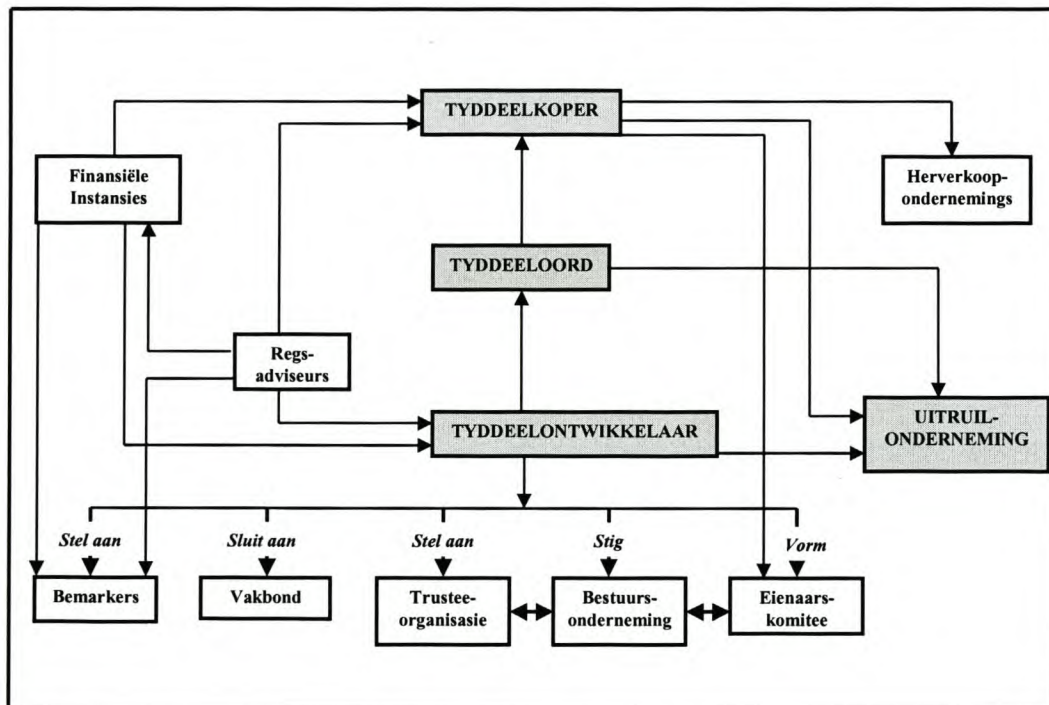 TYDDEELKOPER
Finansiële
Instansies
Herverkoop-
ondernemings
TYDDEELOORD
Regs-
adviseurs
TYDDEELONTWIKKELAAR
UITRUIL-
ONDERNEMING
Stel aan
Sluit aan
Stel aan
Stig
Vorm
Bemarkers
Vakbond
Trustee-
organisasie
Bestuurs-
onderneming
Eienaars-
komitee